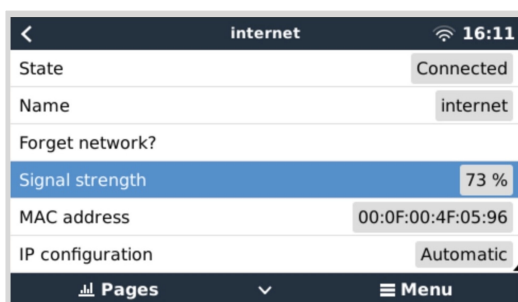 internet 16:11
State Connected
Name internet
Forget network?
Signal strength 73 %
MAC address 00:0F:00:4F:05:96
IP configuration Automatic
Pages Menu